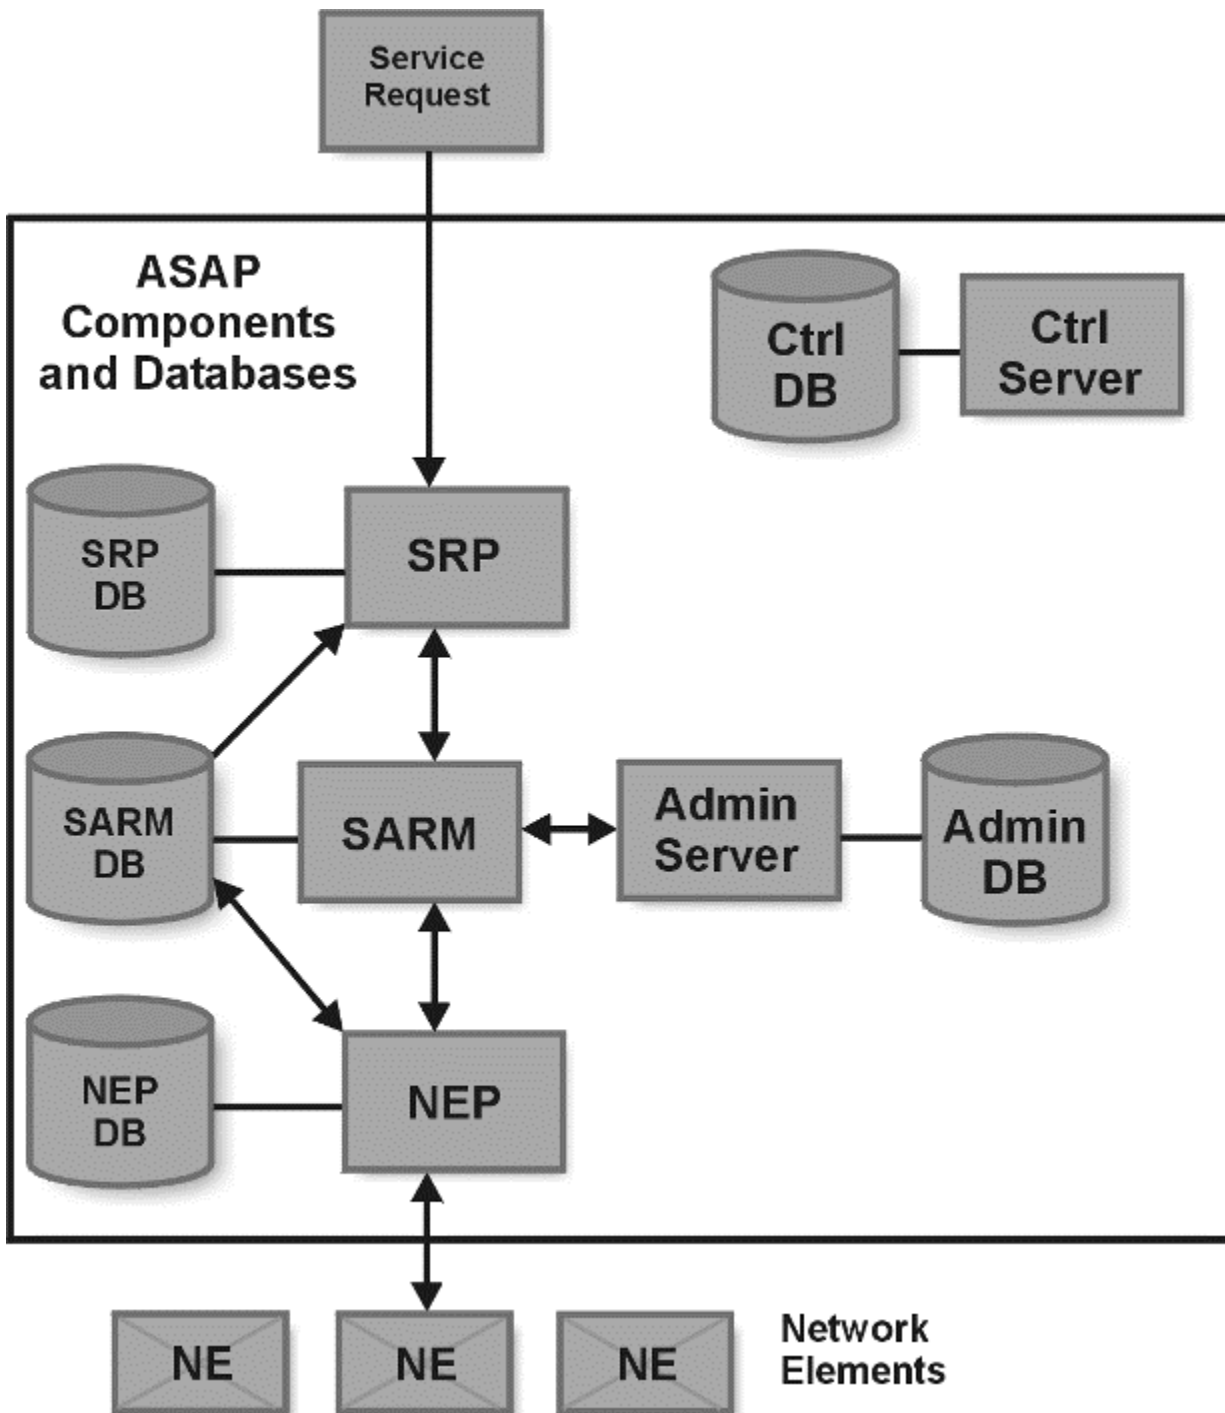 Service
Request
ASAP
Components
and Databases
Ctrl
DB
Ctrl
Server
SRP
DB
SRP
SARM
DB
SARM
Admin
Server
Admin
DB
NEP
DB
NEP
NE
NE
NE
Network
Elements